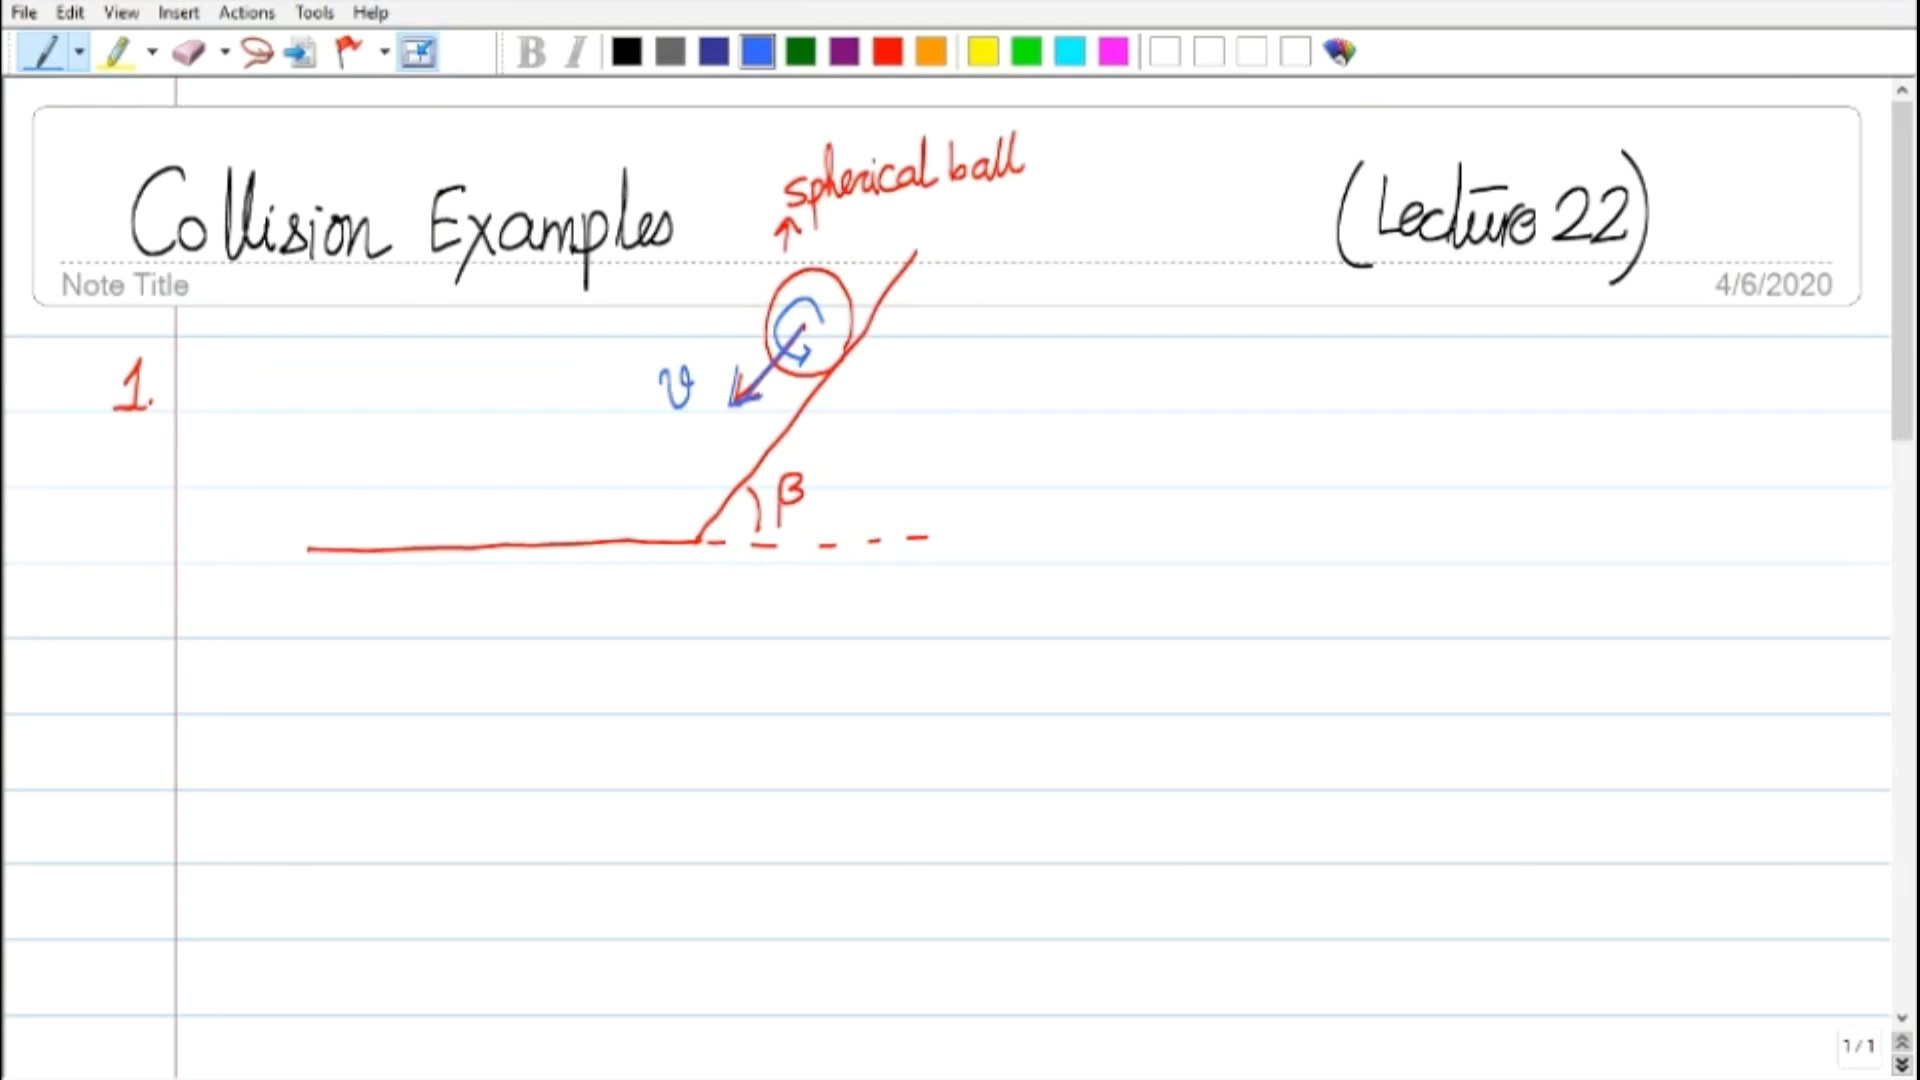 File Edit View Insert Actions Tools Help
B I
spherical ball
Collision Examples
(Lecture 22)
Note Title
4/6/2020
1.
v
β
1 / 1